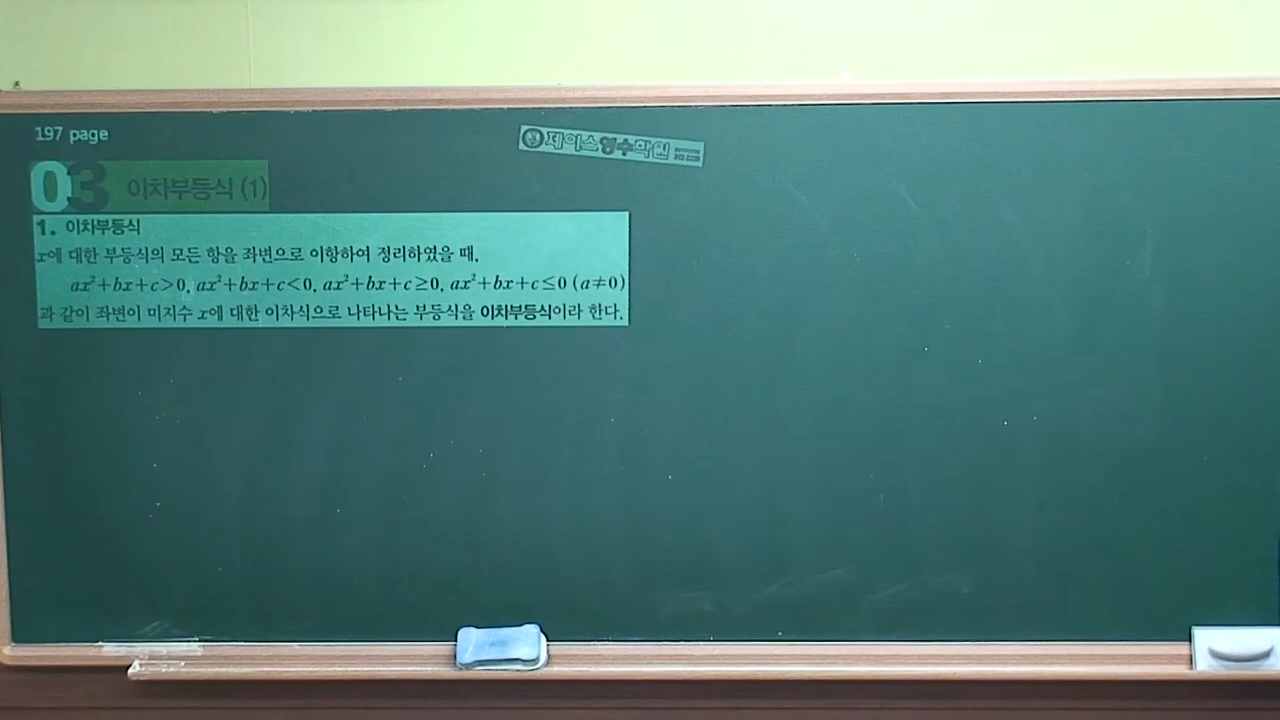 197 page
제이스영수학원
03 이차부등식 (1)
1. 이차부등식
x에 대한 부등식의 모든 항을 좌변으로 이항하여 정리하였을 때,
ax²+bx+c>0, ax²+bx+c<0, ax²+bx+c≥0, ax²+bx+c≤0 (a≠0)
과 같이 좌변이 미지수 x에 대한 이차식으로 나타나는 부등식을 이차부등식이라 한다.